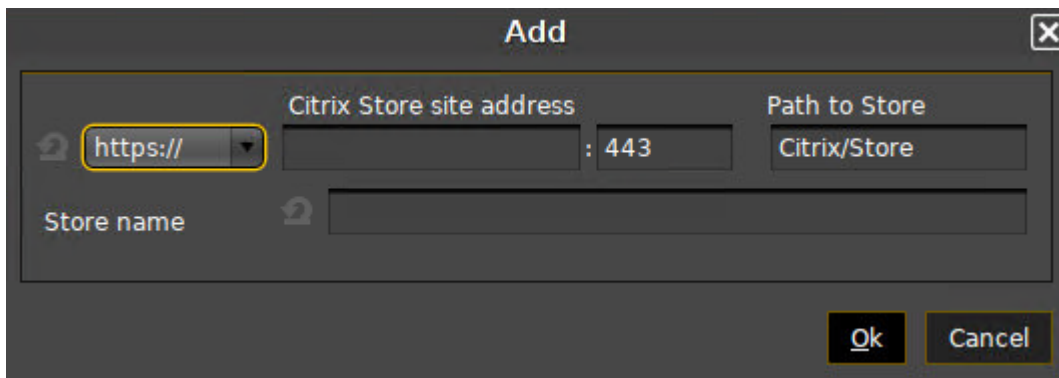 Add
Citrix Store site address
Path to Store
https://
: 443
Citrix/Store
Store name
Ok
Cancel